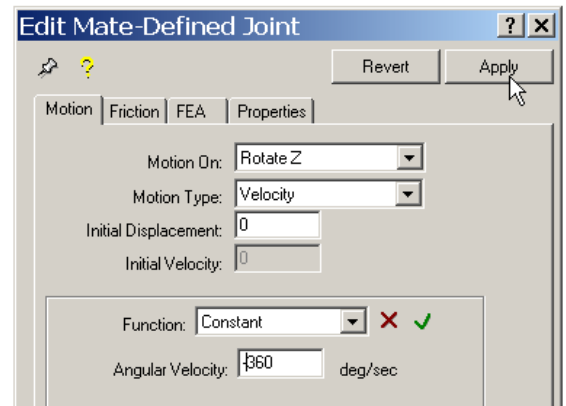 Edit Mate-Defined Joint ? X
? Revert Apply
Motion Friction FEA Properties
Motion On: Rotate Z
Motion Type: Velocity
Initial Displacement: 0
Initial Velocity: 0
Function: Constant
Angular Velocity: -360 deg/sec